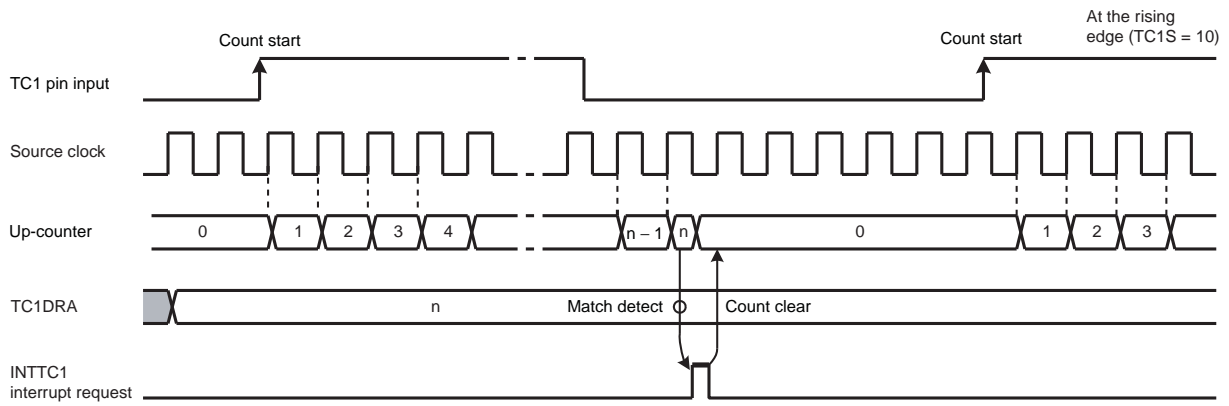 At the rising
edge (TC1S = 10)
Count start
Count start
TC1 pin input
Source clock
Up-counter
0
1
2
3
4
n – 1
n
0
1
2
3
TC1DRA
n
Match detect
Count clear
INTTC1
interrupt request